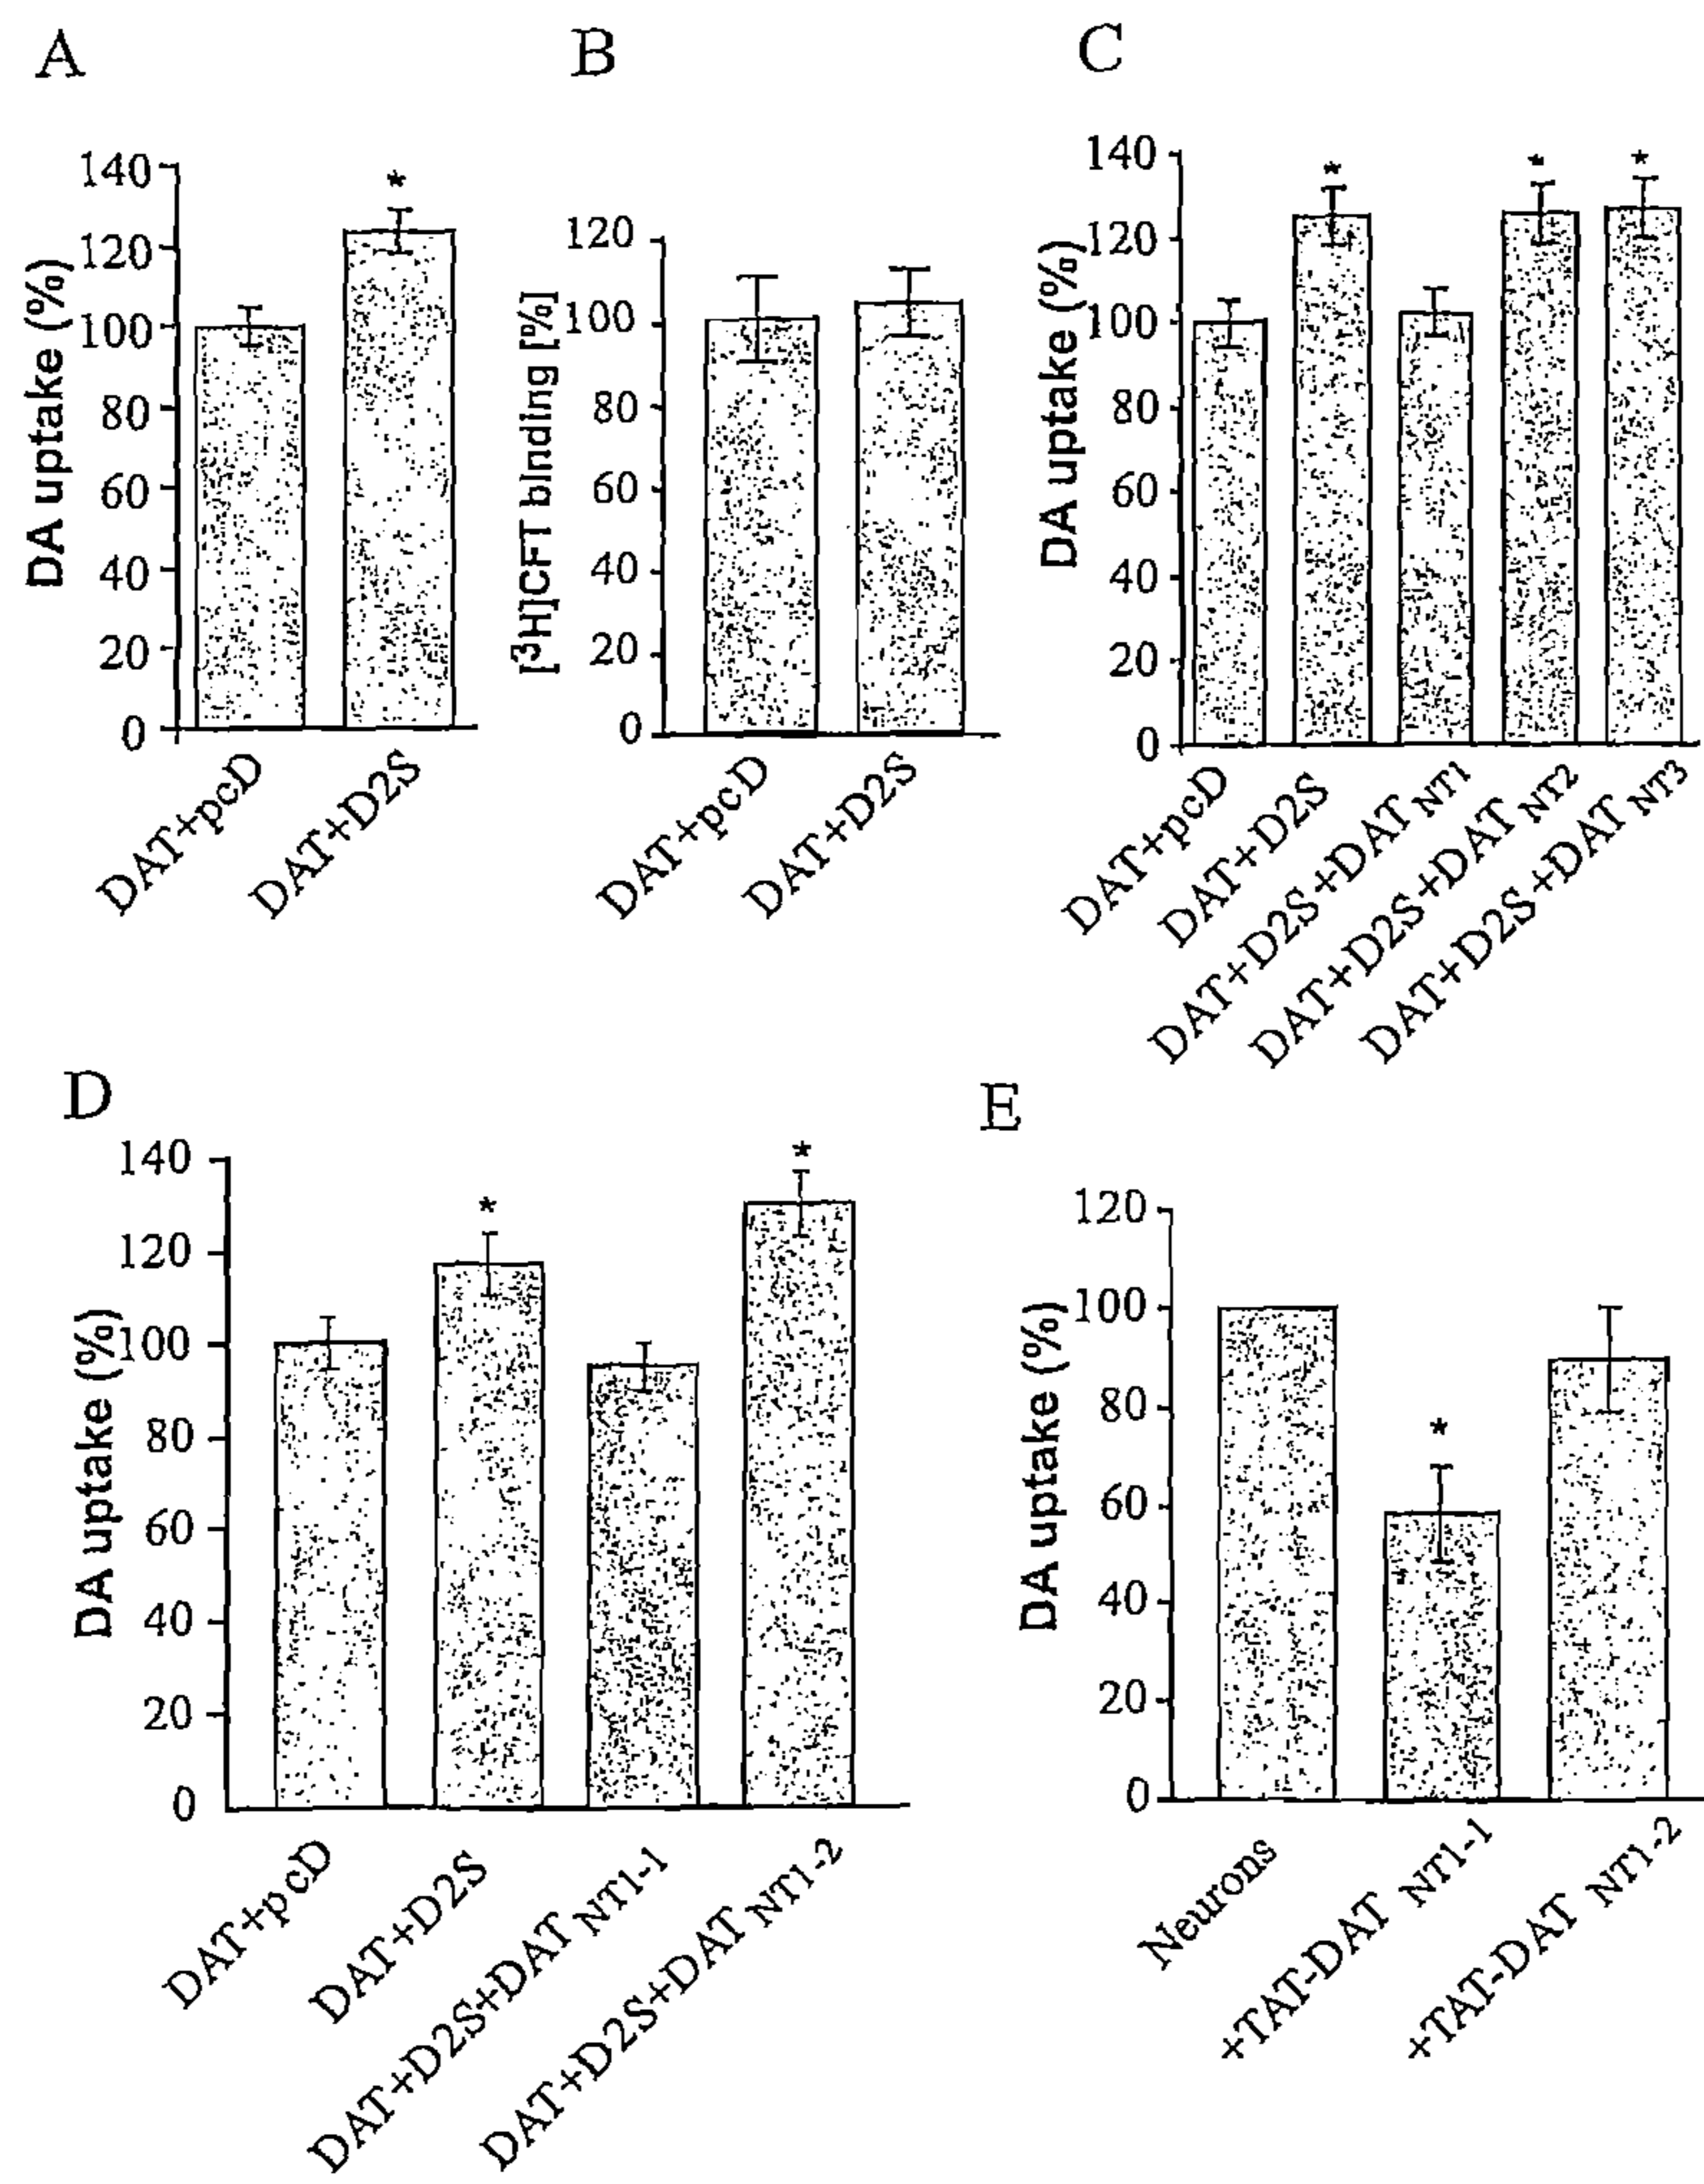 A
DA uptake (%)
140
120
100
80
60
40
20
0
*
DAT+pcD
DAT+D2S
B
[³H]CFT binding [%]
120
100
80
60
40
20
0
DAT+pcD
DAT+D2S
C
DA uptake (%)
140
120
100
80
60
40
20
0
*
*
*
DAT+pcD
DAT+D2S
DAT+D2S+DAT NT1
DAT+D2S+DAT NT2
DAT+D2S+DAT NT3
D
DA uptake (%)
140
120
100
80
60
40
20
0
*
*
DAT+pcD
DAT+D2S
DAT+D2S+DAT NT1-1
DAT+D2S+DAT NT1-2
E
DA uptake (%)
120
100
80
60
40
20
0
*
Neurons
+TAT-DAT NT1-1
+TAT-DAT NT1-2